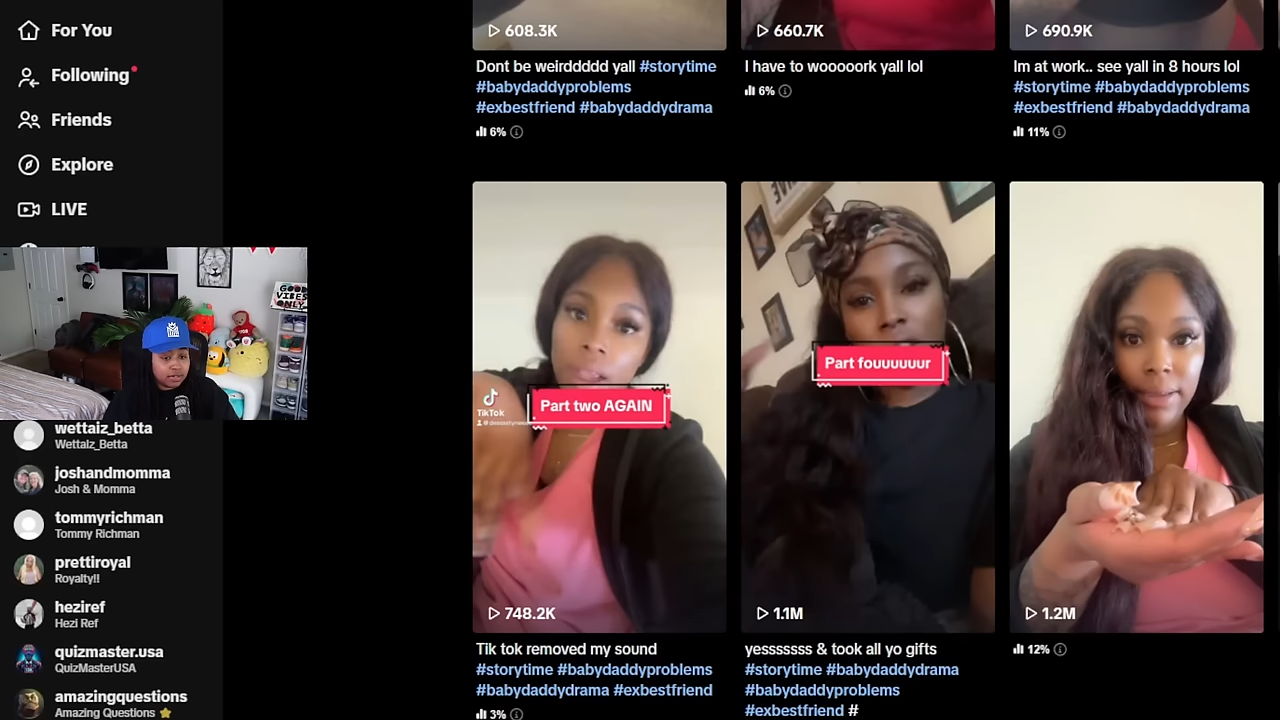 For You
Following
Friends
Explore
LIVE
GOOD
VIBES
ONLY
wettaiz_betta
Wettaiz_Betta
joshandmomma
Josh & Momma
tommyrichman
Tommy Richman
prettiroyal
Royalty!!
heziref
Hezi Ref
quizmaster.usa
QuizMasterUSA
amazingquestions
Amazing Questions
608.3K
Dont be weirddddd yall #storytime
#babydaddyproblems
#exbestfriend #babydaddydrama
6%
660.7K
I have to wooooork yall lol
6%
690.9K
Im at work.. see yall in 8 hours lol
#storytime #babydaddyproblems
#exbestfriend #babydaddydrama
11%
TikTok
Part two AGAIN
748.2K
Tik tok removed my sound
#storytime #babydaddyproblems
#babydaddydrama #exbestfriend
3%
Part fouuuuuur
1.1M
yesssssss & took all yo gifts
#storytime #babydaddydrama
#babydaddyproblems
#exbestfriend #
1.2M
12%